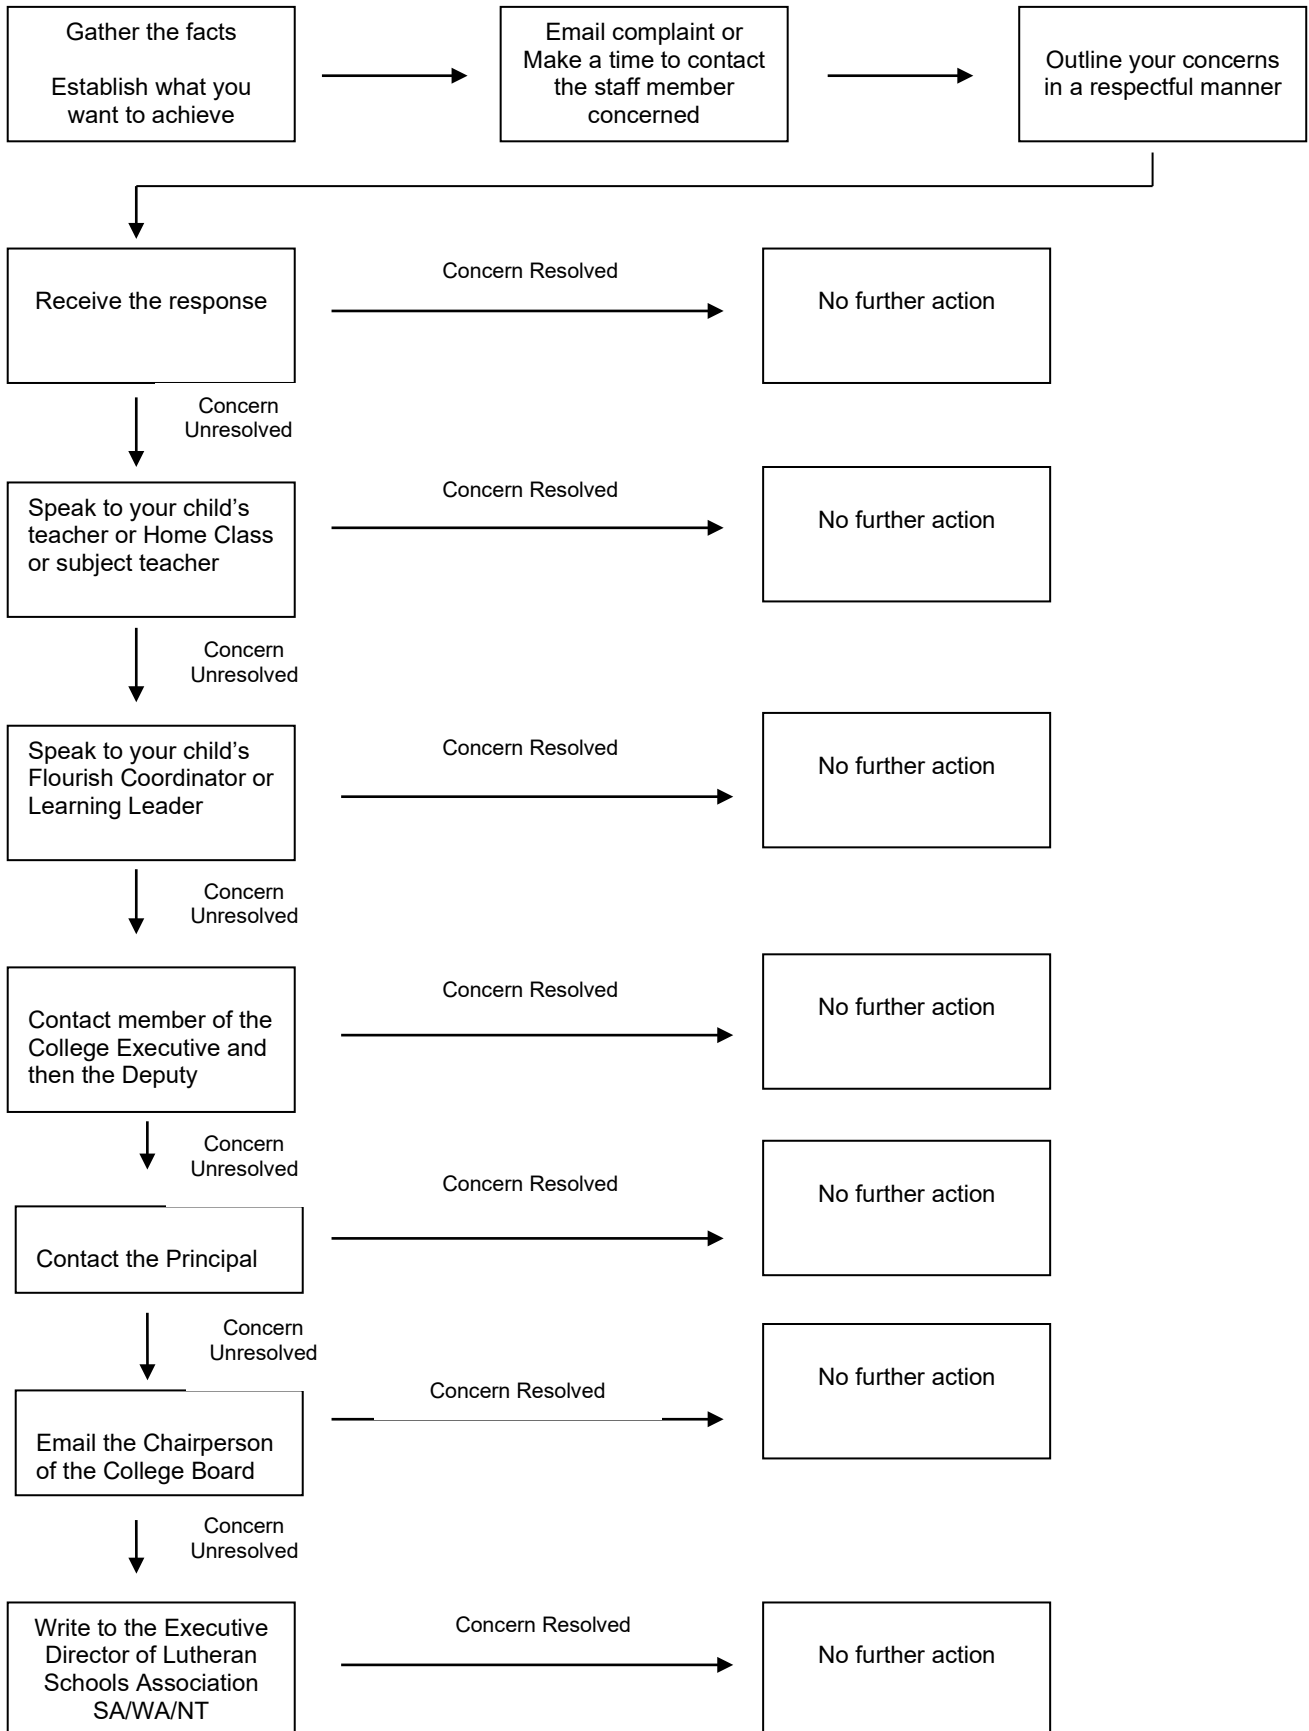 Gather the facts
Establish what you
want to achieve
Email complaint or
Make a time to contact
the staff member
concerned
Outline your concerns
in a respectful manner
Receive the response
Concern Resolved
No further action
Concern
Unresolved
Speak to your child’s
teacher or Home Class
or subject teacher
Concern Resolved
No further action
Concern
Unresolved
Speak to your child’s
Flourish Coordinator or
Learning Leader
Concern Resolved
No further action
Concern
Unresolved
Contact member of the
College Executive and
then the Deputy
Concern Resolved
No further action
Concern
Unresolved
Contact the Principal
Concern Resolved
No further action
Concern
Unresolved
Email the Chairperson
of the College Board
Concern Resolved
No further action
Concern
Unresolved
Write to the Executive
Director of Lutheran
Schools Association
SA/WA/NT
Concern Resolved
No further action